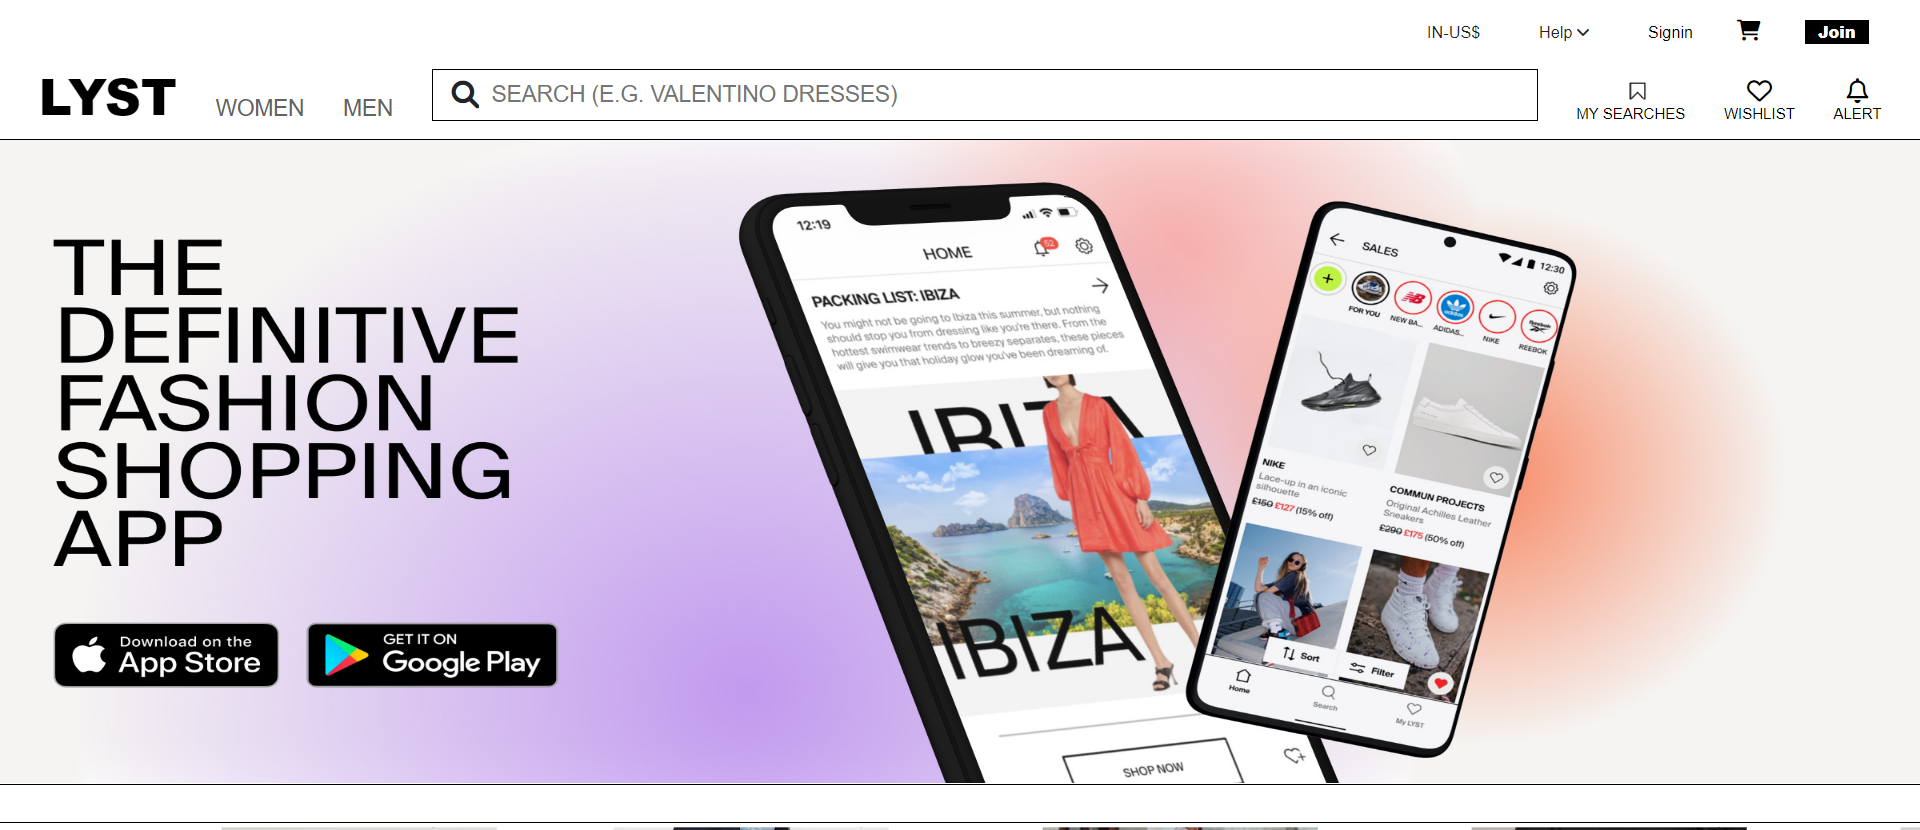 IN-US$
Help
Signin
Join
LYST
WOMEN
MEN
SEARCH (E.G. VALENTINO DRESSES)
MY SEARCHES
WISHLIST
ALERT
THE
DEFINITIVE
FASHION
SHOPPING
APP
Download on the
App Store
GET IT ON
Google Play
12:19
HOME
52
PACKING LIST: IBIZA
You might not be going to Ibiza this summer, but nothing
should stop you from dressing like you're there. From the
hottest swimwear trends to breezy separates, these pieces
will give you that holiday glow you've been dreaming of.
IBIZA
IBIZA
SHOP NOW
12:30
SALES
FOR YOU
NEW BA...
adidas
ADIDAS...
NIKE
Reebok
REEBOK
NIKE
Lace-up in an iconic
silhouette
£150 £127 (15% off)
COMMUN PROJECTS
Original Achilles Leather
Sneakers
£290 £175 (50% off)
Sort
Filter
Home
Search
My LYST